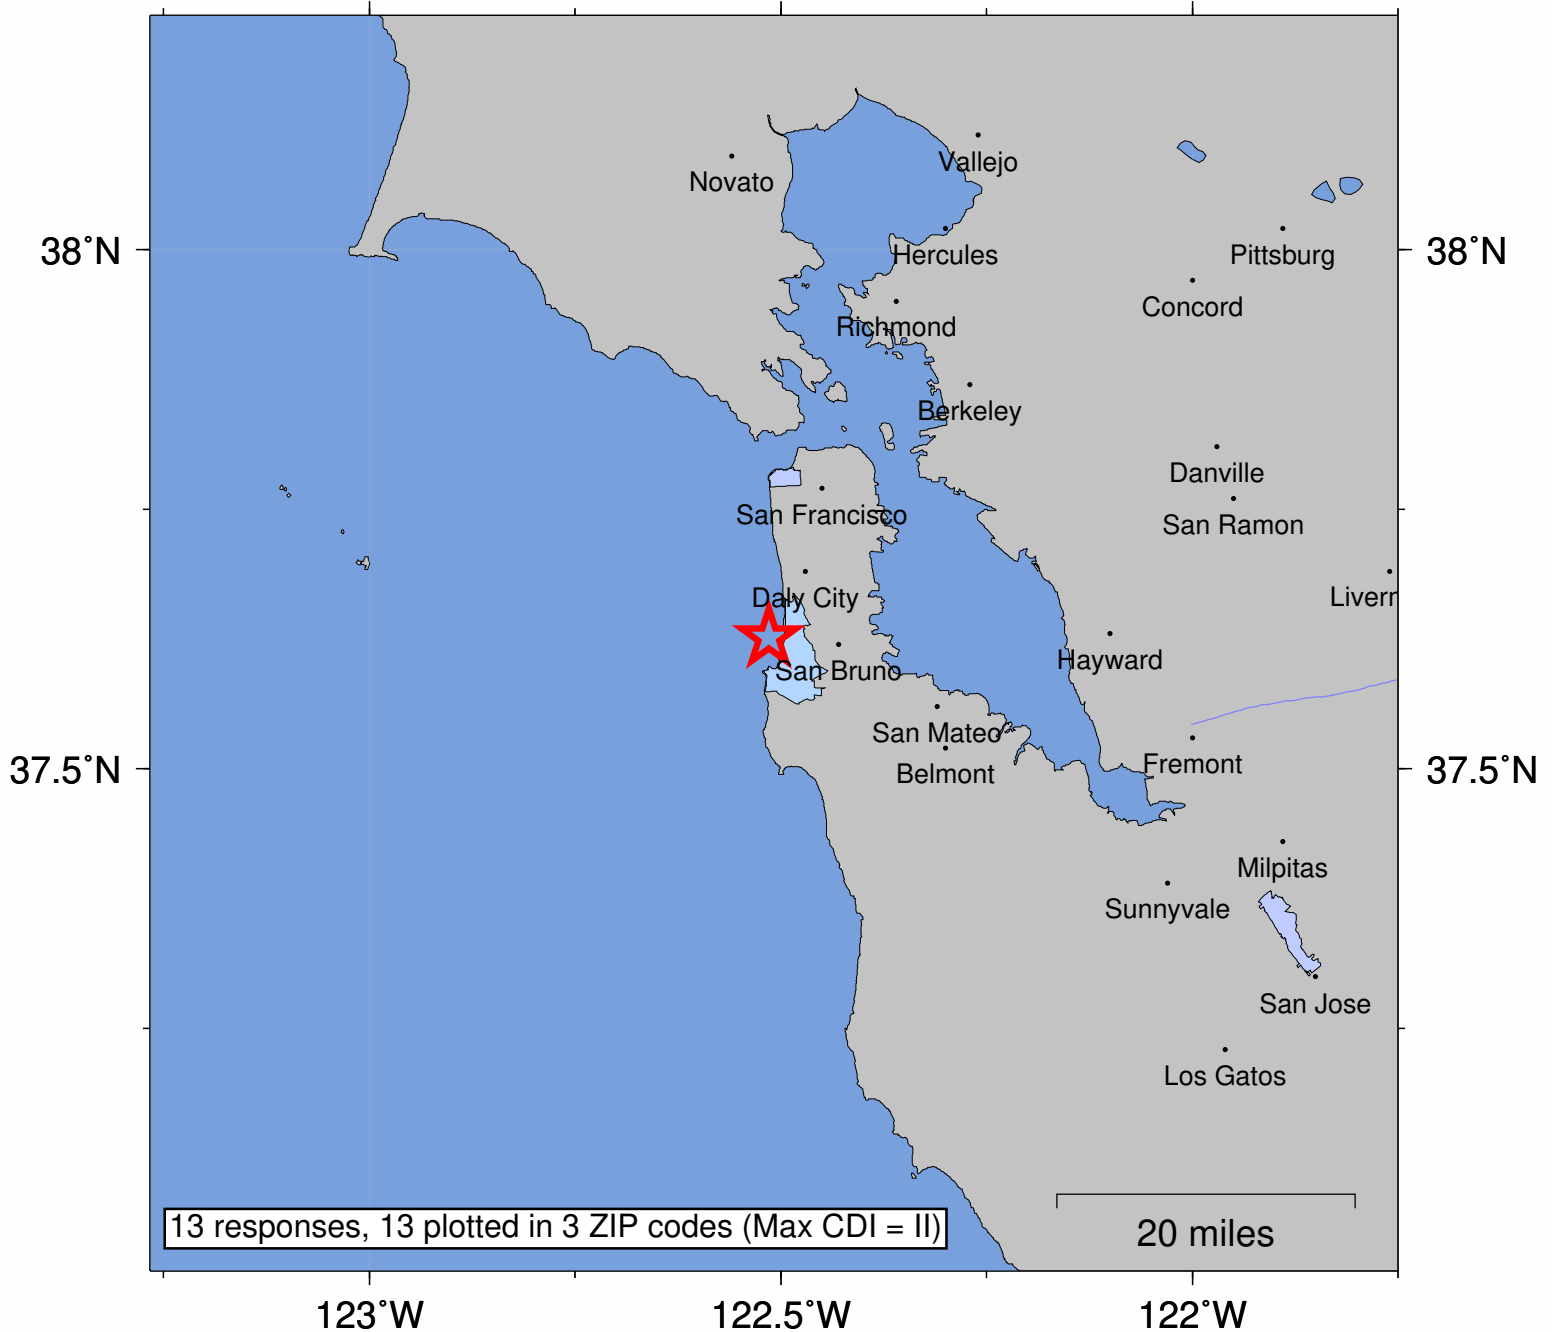 Vallejo
Novato
38˚N
38˚N
Hercules
Pittsburg
Concord
Richmond
Berkeley
Danville
San Francisco
San Ramon
Daly City
Livern
Hayward
San Bruno
San Mateo
Fremont
37.5˚N
37.5˚N
Belmont
Milpitas
Sunnyvale
San Jose
Los Gatos
13 responses, 13 plotted in 3 ZIP codes (Max CDI = II)
20 miles
123˚W
122.5˚W
122˚W